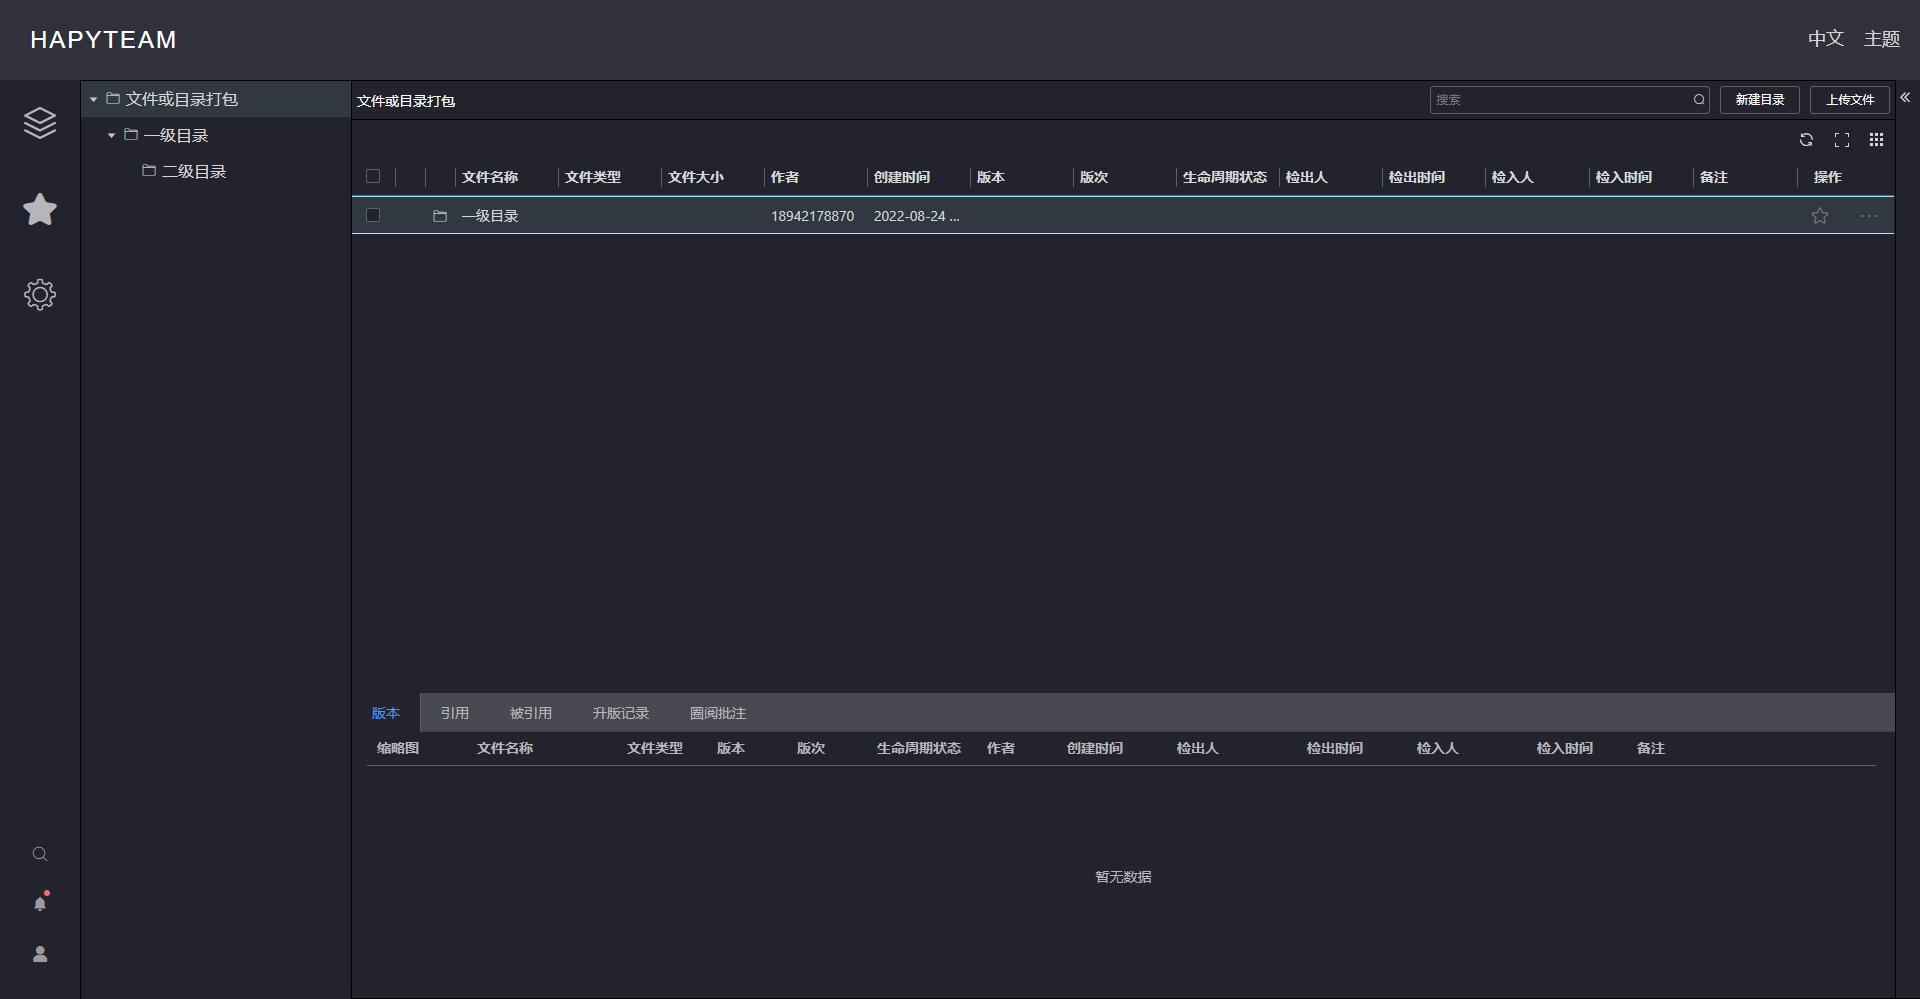 HAPYTEAM
中文 主题
文件或目录打包
一级目录
二级目录
文件或目录打包 搜索 新建目录 上传文件
文件名称 文件类型 文件大小 作者 创建时间 版本 版次 生命周期状态 检出人 检出时间 检入人 检入时间 备注 操作
一级目录 18942178870 2022-08-24 ...
版本 引用 被引用 升版记录 圈阅批注
缩略图 文件名称 文件类型 版本 版次 生命周期状态 作者 创建时间 检出人 检出时间 检入人 检入时间 备注
暂无数据